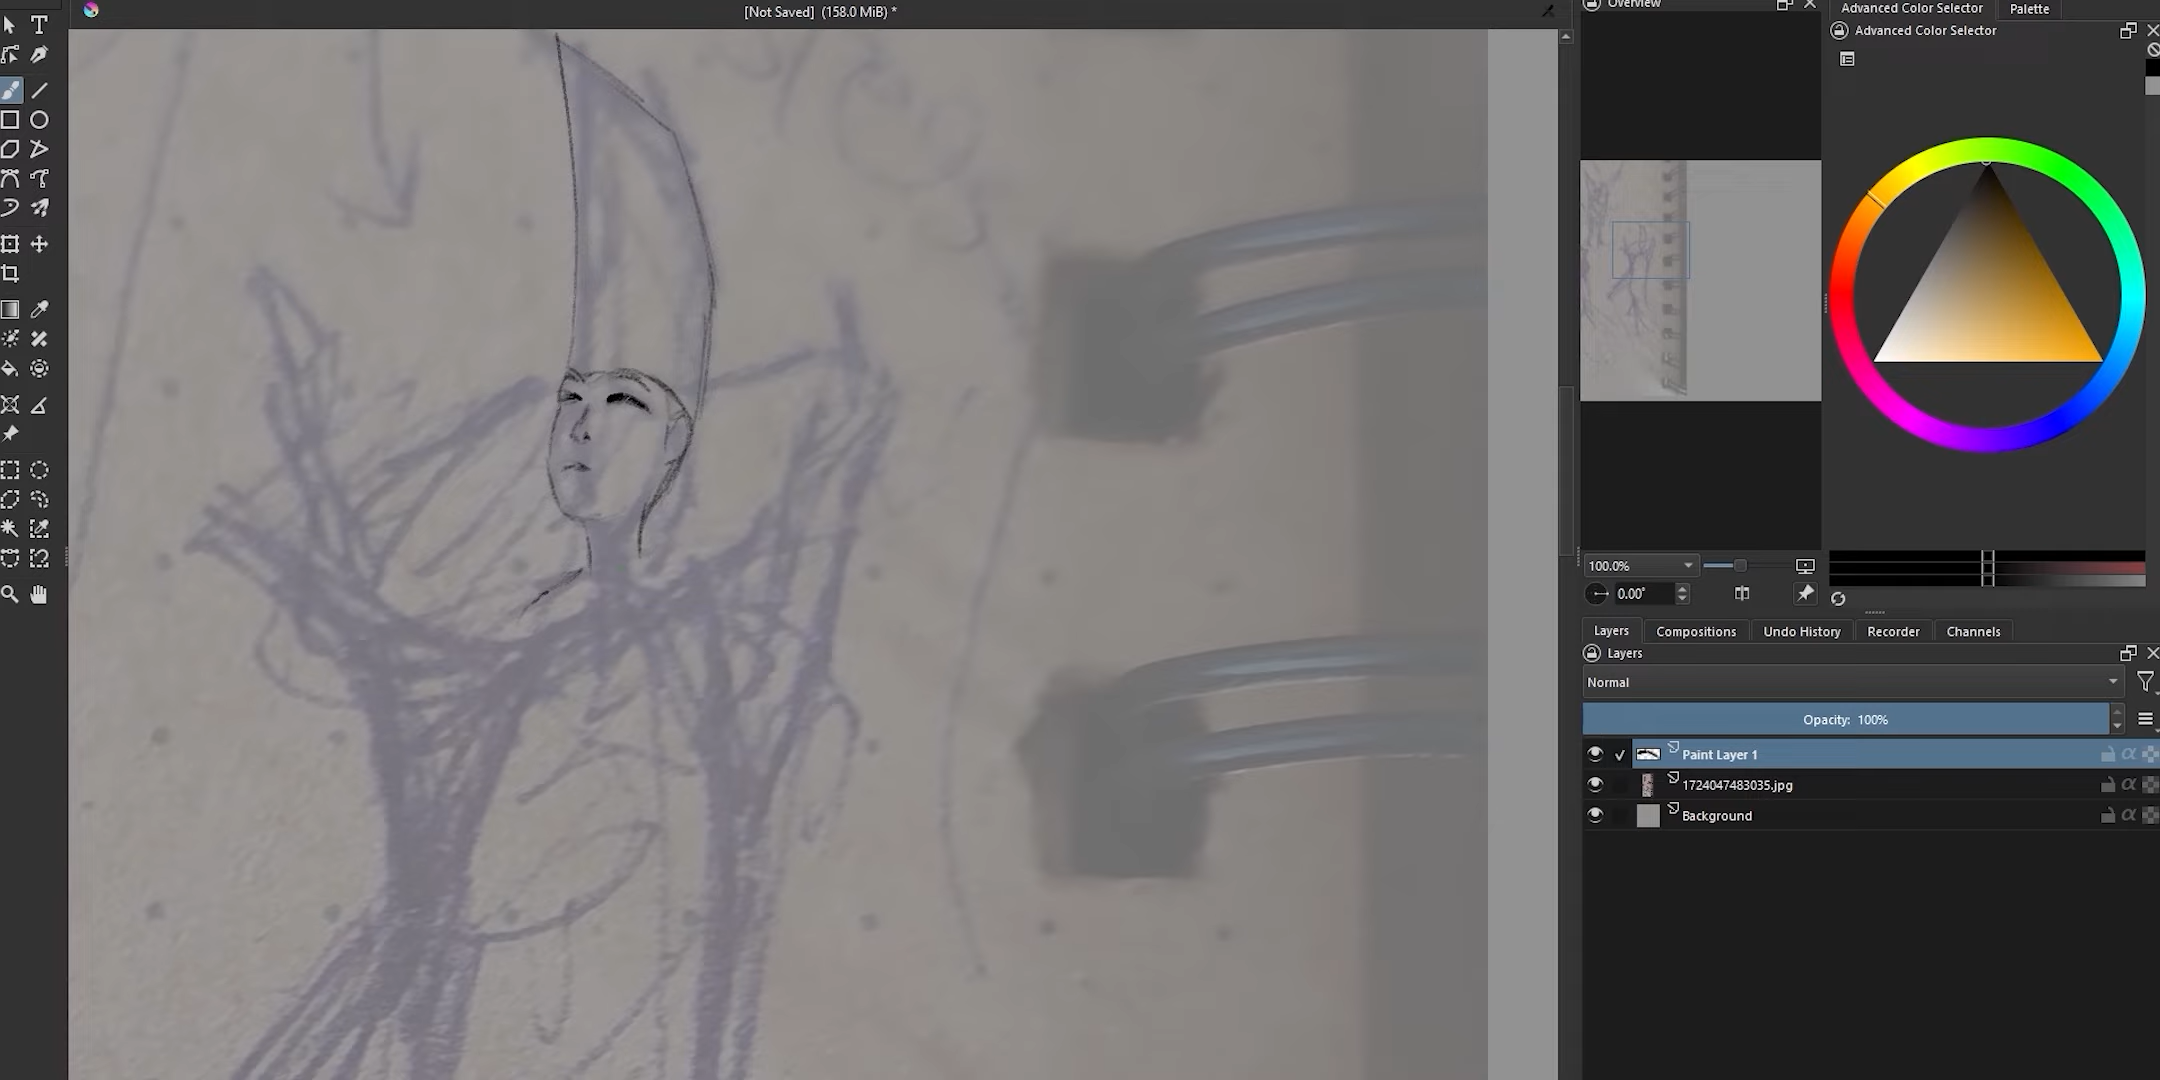 [Not Saved] (158.0 MiB) *
Overview
Advanced Color Selector
Palette
Advanced Color Selector
100.0%
0.00°
Layers
Compositions
Undo History
Recorder
Channels
Layers
Normal
Opacity: 100%
Paint Layer 1
1724047483035.jpg
Background